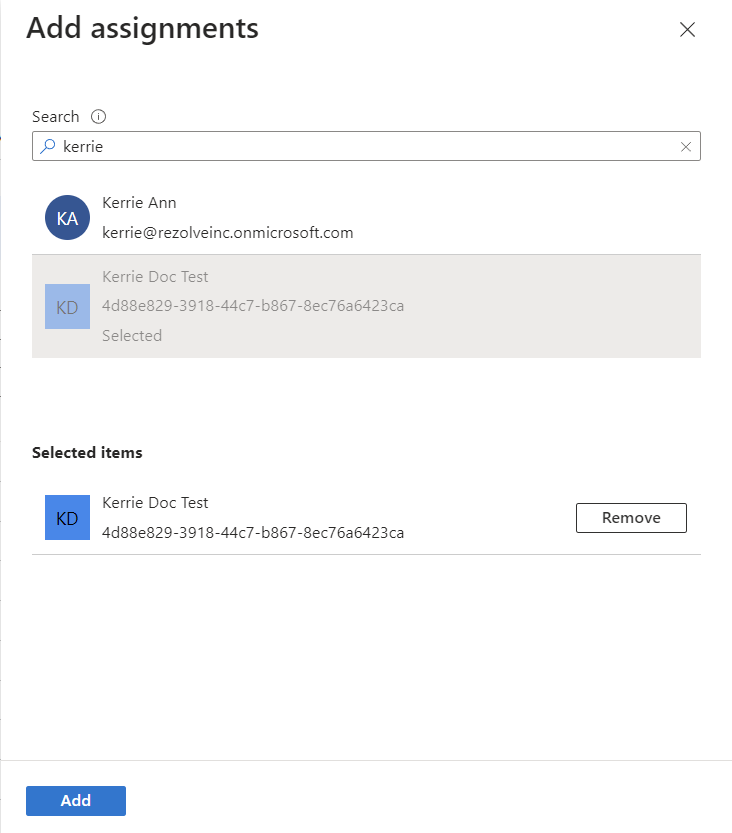 Add assignments
Search
kerrie
KA
Kerrie Ann
kerrie@rezolveinc.onmicrosoft.com
KD
Kerrie Doc Test
4d88e829-3918-44c7-b867-8ec76a6423ca
Selected
Selected items
KD
Kerrie Doc Test
4d88e829-3918-44c7-b867-8ec76a6423ca
Remove
Add